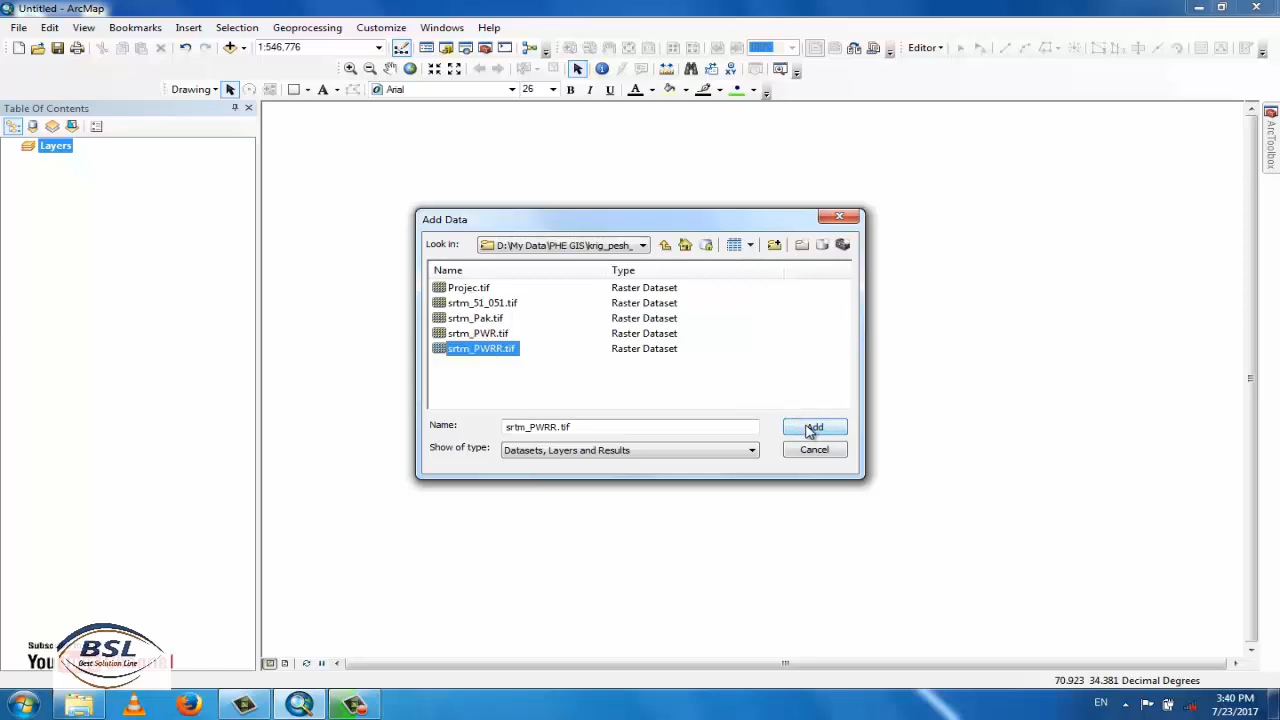 Untitled - ArcMap
File Edit View Bookmarks Insert Selection Geoprocessing Customize Windows Help
1:546,776
Editor
Drawing
Arial
26
B I U A
Table Of Contents
Layers
ArcToolbox
Add Data
Look in: D:\My Data\PHE GIS\krig_pesh_
Name Type
Projec.tif Raster Dataset
srtm_51_051.tif Raster Dataset
srtm_Pak.tif Raster Dataset
srtm_PWR.tif Raster Dataset
srtm_PWRR.tif Raster Dataset
Name: srtm_PWRR.tif Add
Show of type: Datasets, Layers and Results Cancel
BSL
Best Solution Line
70.923 34.381 Decimal Degrees
EN
3:40 PM
7/23/2017